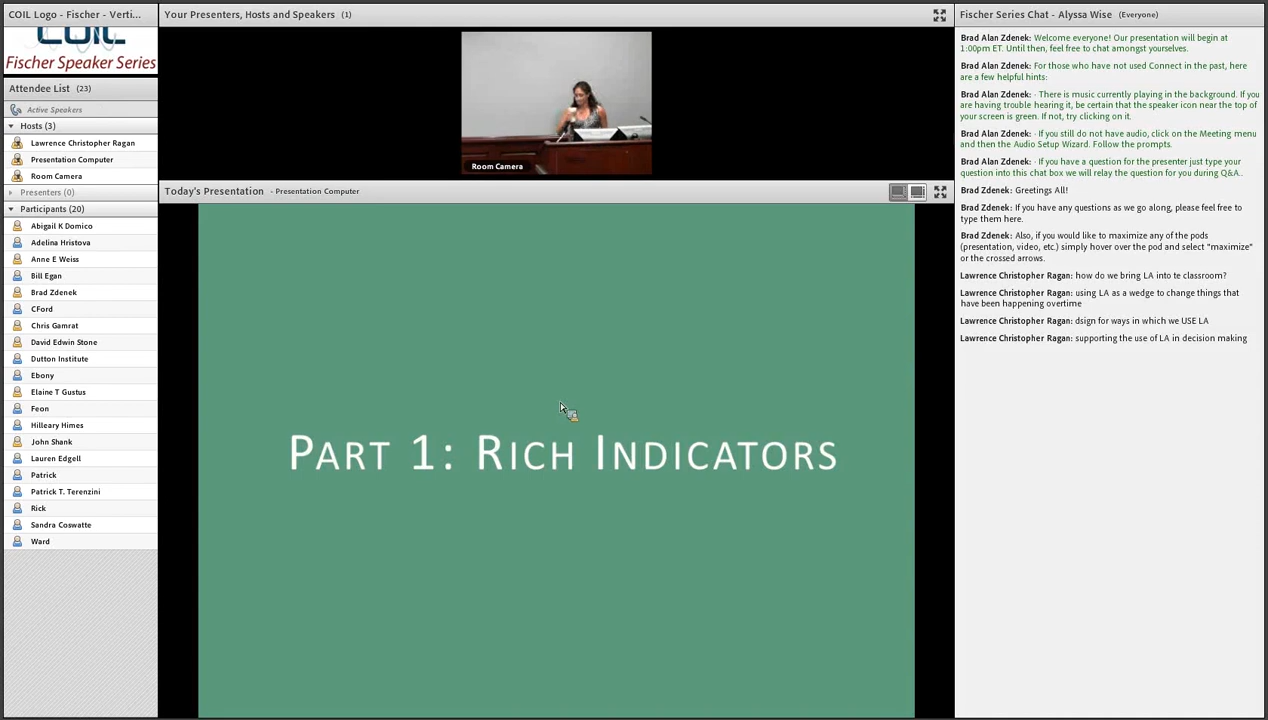 COIL Logo - Fischer - Verti...
COIL
Fischer Speaker Series
Attendee List (23)
Active Speakers
Hosts (3)
Lawrence Christopher Ragan
Presentation Computer
Room Camera
Presenters (0)
Participants (20)
Abigail K Domico
Adelina Hristova
Anne E Weiss
Bill Egan
Brad Zdenek
CFord
Chris Gamrat
David Edwin Stone
Dutton Institute
Ebony
Elaine T Gustus
Feon
Hilleary Himes
John Shank
Lauren Edgell
Patrick
Patrick T. Terenzini
Rick
Sandra Coswatte
Ward
Your Presenters, Hosts and Speakers (1)
Room Camera
Today's Presentation - Presentation Computer
Part 1: Rich Indicators
Fischer Series Chat - Alyssa Wise (Everyone)
Brad Alan Zdenek: Welcome everyone! Our presentation will begin at
1:00pm ET. Until then, feel free to chat amongst yourselves.
Brad Alan Zdenek: For those who have not used Connect in the past, here
are a few helpful hints:
Brad Alan Zdenek: · There is music currently playing in the background. If you
are having trouble hearing it, be certain that the speaker icon near the top of
your screen is green. If not, try clicking on it.
Brad Alan Zdenek: · If you still do not have audio, click on the Meeting menu
and then the Audio Setup Wizard. Follow the prompts.
Brad Alan Zdenek: · If you have a question for the presenter just type your
question into this chat box we will relay the question for you during Q&A..
Brad Zdenek: Greetings All!
Brad Zdenek: If you have any questions as we go along, please feel free to
type them here.
Brad Zdenek: Also, if you would like to maximize any of the pods
(presentation, video, etc.) simply hover over the pod and select "maximize"
or the crossed arrows.
Lawrence Christopher Ragan: how do we bring LA into te classroom?
Lawrence Christopher Ragan: using LA as a wedge to change things that
have been happening overtime
Lawrence Christopher Ragan: dsign for ways in which we USE LA
Lawrence Christopher Ragan: supporting the use of LA in decision making